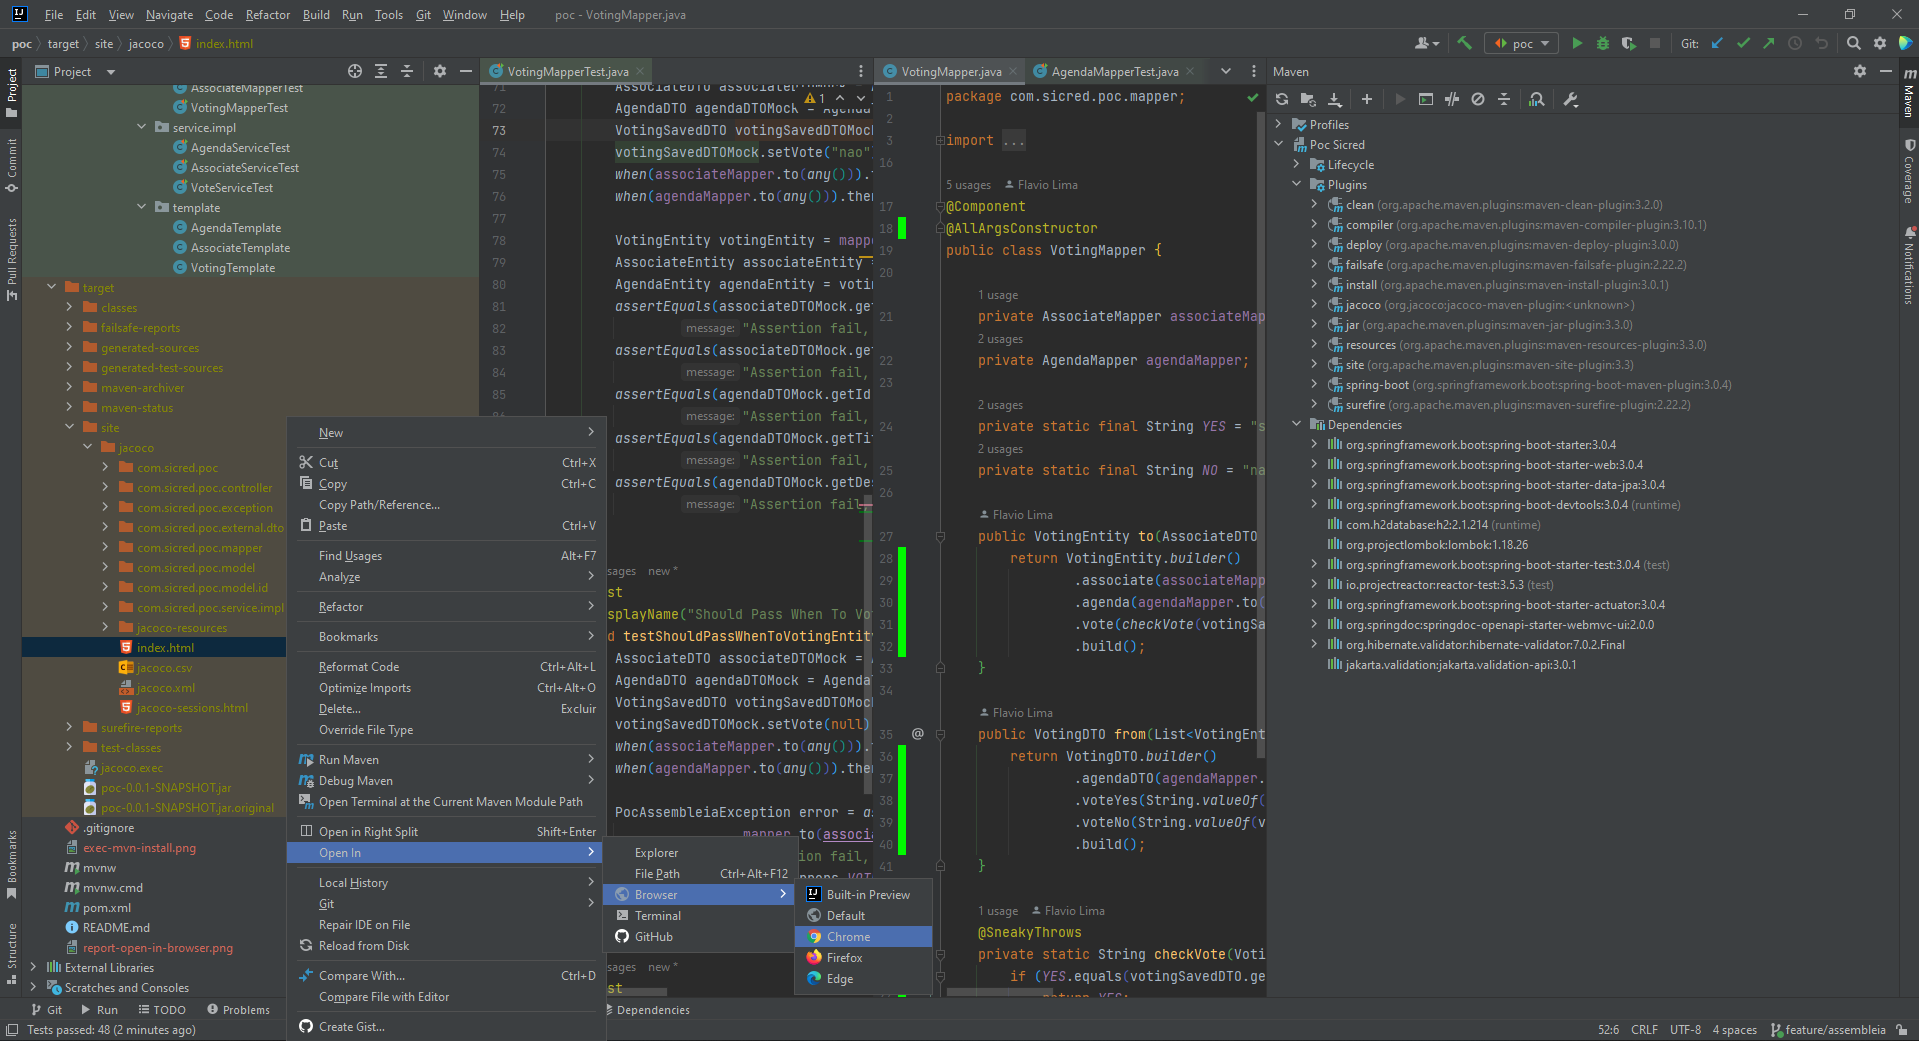 File Edit View Navigate Code Refactor Build Run Tools Git Window Help poc - VotingMapper.java
poc target site jacoco index.html
poc
Git:
Project
AssociateMapperTest
VotingMapperTest
service.impl
AgendaServiceTest
AssociateServiceTest
VoteServiceTest
template
AgendaTemplate
AssociateTemplate
VotingTemplate
target
classes
failsafe-reports
generated-sources
generated-test-sources
maven-archiver
maven-status
site
jacoco
com.sicred.poc
com.sicred.poc.controller
com.sicred.poc.exception
com.sicred.poc.external.dto
com.sicred.poc.mapper
com.sicred.poc.model
com.sicred.poc.model.id
com.sicred.poc.service.impl
jacoco-resources
index.html
jacoco.csv
jacoco.xml
jacoco-sessions.html
surefire-reports
test-classes
jacoco.exec
poc-0.0.1-SNAPSHOT.jar
poc-0.0.1-SNAPSHOT.jar.original
.gitignore
exec-mvn-install.png
mvnw
mvnw.cmd
pom.xml
README.md
report-open-in-browser.png
External Libraries
Scratches and Consoles
Project
Commit
Pull Requests
Bookmarks
Structure
New
Cut Ctrl+X
Copy Ctrl+C
Copy Path/Reference...
Paste Ctrl+V
Find Usages Alt+F7
Analyze
Refactor
Bookmarks
Reformat Code Ctrl+Alt+L
Optimize Imports Ctrl+Alt+O
Delete... Excluir
Override File Type
Run Maven
Debug Maven
Open Terminal at the Current Maven Module Path
Open in Right Split Shift+Enter
Open In
Local History
Git
Repair IDE on File
Reload from Disk
Compare With... Ctrl+D
Compare File with Editor
Create Gist...
Explorer
File Path Ctrl+Alt+F12
Browser
Terminal
GitHub
Built-in Preview
Default
Chrome
Firefox
Edge
VotingMapperTest.java
1
72 AgendaDTO agendaDTOMock = Agenda
73 VotingSavedDTO votingSavedDTOMock
74 votingSavedDTOMock.setVote("nao"
75 when(associateMapper.to(any())).
76 when(agendaMapper.to(any())).the
77
78 VotingEntity votingEntity = mapp
79 AssociateEntity associateEntity =
80 AgendaEntity agendaEntity = voti
81 assertEquals(associateDTOMock.get
82 message: "Assertion fail,
83 assertEquals(associateDTOMock.get
84 message: "Assertion fail,
85 assertEquals(agendaDTOMock.getId
message: "Assertion fail,
assertEquals(agendaDTOMock.getTi
message: "Assertion fail,
assertEquals(agendaDTOMock.getDe
message: "Assertion fail,
sages new *
st
splayName("Should Pass When To Vo
d testShouldPassWhenToVotingEntity
AssociateDTO associateDTOMock =
AgendaDTO agendaDTOMock = Agenda
VotingSavedDTO votingSavedDTOMock
votingSavedDTOMock.setVote(null)
when(associateMapper.to(any())).
when(agendaMapper.to(any())).the
PocAssembleiaException error = a
mapper.to(associa
ion fail,
sages new *
st
VotingMapper.java AgendaMapperTest.java
1 package com.sicred.poc.mapper;
2
3 import ...
16
5 usages Flavio Lima
17 @Component
18 @AllArgsConstructor
19 public class VotingMapper {
20
1 usage
21 private AssociateMapper associateMap
2 usages
22 private AgendaMapper agendaMapper;
23
2 usages
24 private static final String YES = "s
2 usages
25 private static final String NO = "na
26
Flavio Lima
27 public VotingEntity to(AssociateDTO
28 return VotingEntity.builder()
29 .associate(associateMapp
30 .agenda(agendaMapper.to(
31 .vote(checkVote(votingSa
32 .build();
33 }
34
Flavio Lima
35 @ public VotingDTO from(List<VotingEnt
36 return VotingDTO.builder()
37 .agendaDTO(agendaMapper.
38 .voteYes(String.valueOf(
39 .voteNo(String.valueOf(v
40 .build();
41 }
1 usage Flavio Lima
@SneakyThrows
private static String checkVote(Voti
if (YES.equals(votingSavedDTO.ge
return YES;
Maven
Profiles
Poc Sicred
Lifecycle
Plugins
clean (org.apache.maven.plugins:maven-clean-plugin:3.2.0)
compiler (org.apache.maven.plugins:maven-compiler-plugin:3.10.1)
deploy (org.apache.maven.plugins:maven-deploy-plugin:3.0.0)
failsafe (org.apache.maven.plugins:maven-failsafe-plugin:2.22.2)
install (org.apache.maven.plugins:maven-install-plugin:3.0.1)
jacoco (org.jacoco:jacoco-maven-plugin:<unknown>)
jar (org.apache.maven.plugins:maven-jar-plugin:3.3.0)
resources (org.apache.maven.plugins:maven-resources-plugin:3.3.0)
site (org.apache.maven.plugins:maven-site-plugin:3.3)
spring-boot (org.springframework.boot:spring-boot-maven-plugin:3.0.4)
surefire (org.apache.maven.plugins:maven-surefire-plugin:2.22.2)
Dependencies
org.springframework.boot:spring-boot-starter:3.0.4
org.springframework.boot:spring-boot-starter-web:3.0.4
org.springframework.boot:spring-boot-starter-data-jpa:3.0.4
org.springframework.boot:spring-boot-devtools:3.0.4 (runtime)
com.h2database:h2:2.1.214 (runtime)
org.projectlombok:lombok:1.18.26
org.springframework.boot:spring-boot-starter-test:3.0.4 (test)
io.projectreactor:reactor-test:3.5.3 (test)
org.springframework.boot:spring-boot-starter-actuator:3.0.4
org.springdoc:springdoc-openapi-starter-webmvc-ui:2.0.0
org.hibernate.validator:hibernate-validator:7.0.2.Final
jakarta.validation:jakarta.validation-api:3.0.1
Maven
Coverage
Notifications
Git Run TODO Problems Dependencies
Tests passed: 48 (2 minutes ago) 52:6 CRLF UTF-8 4 spaces feature/assembleia